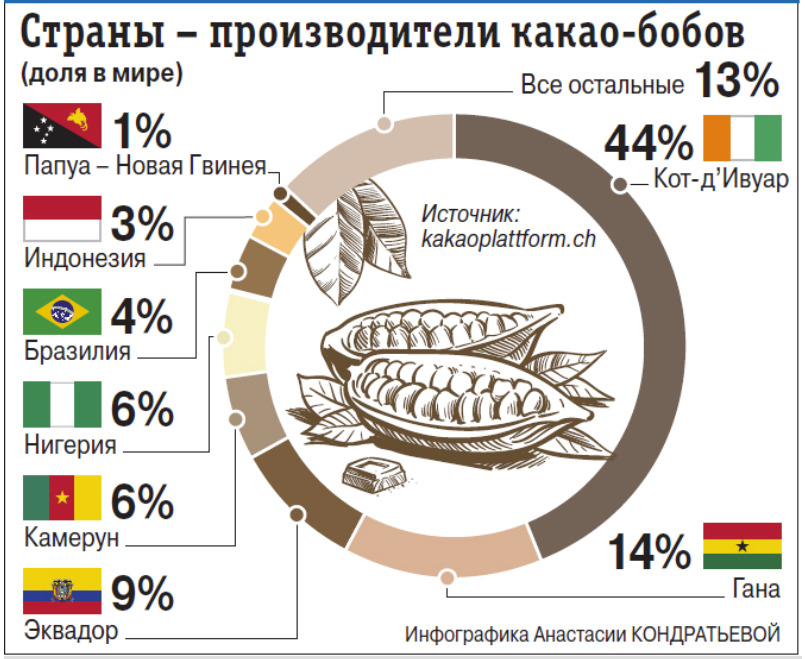 Страны – производители какао-бобов
(доля в мире)
Все остальные 13%
44%
Кот-д’Ивуар
1%
Папуа – Новая Гвинея
3%
Индонезия
4%
Бразилия
6%
Нигерия
6%
Камерун
9%
Эквадор
Источник:
kakaoplattform.ch
14%
Гана
Инфографика Анастасии КОНДРАТЬЕВОЙ